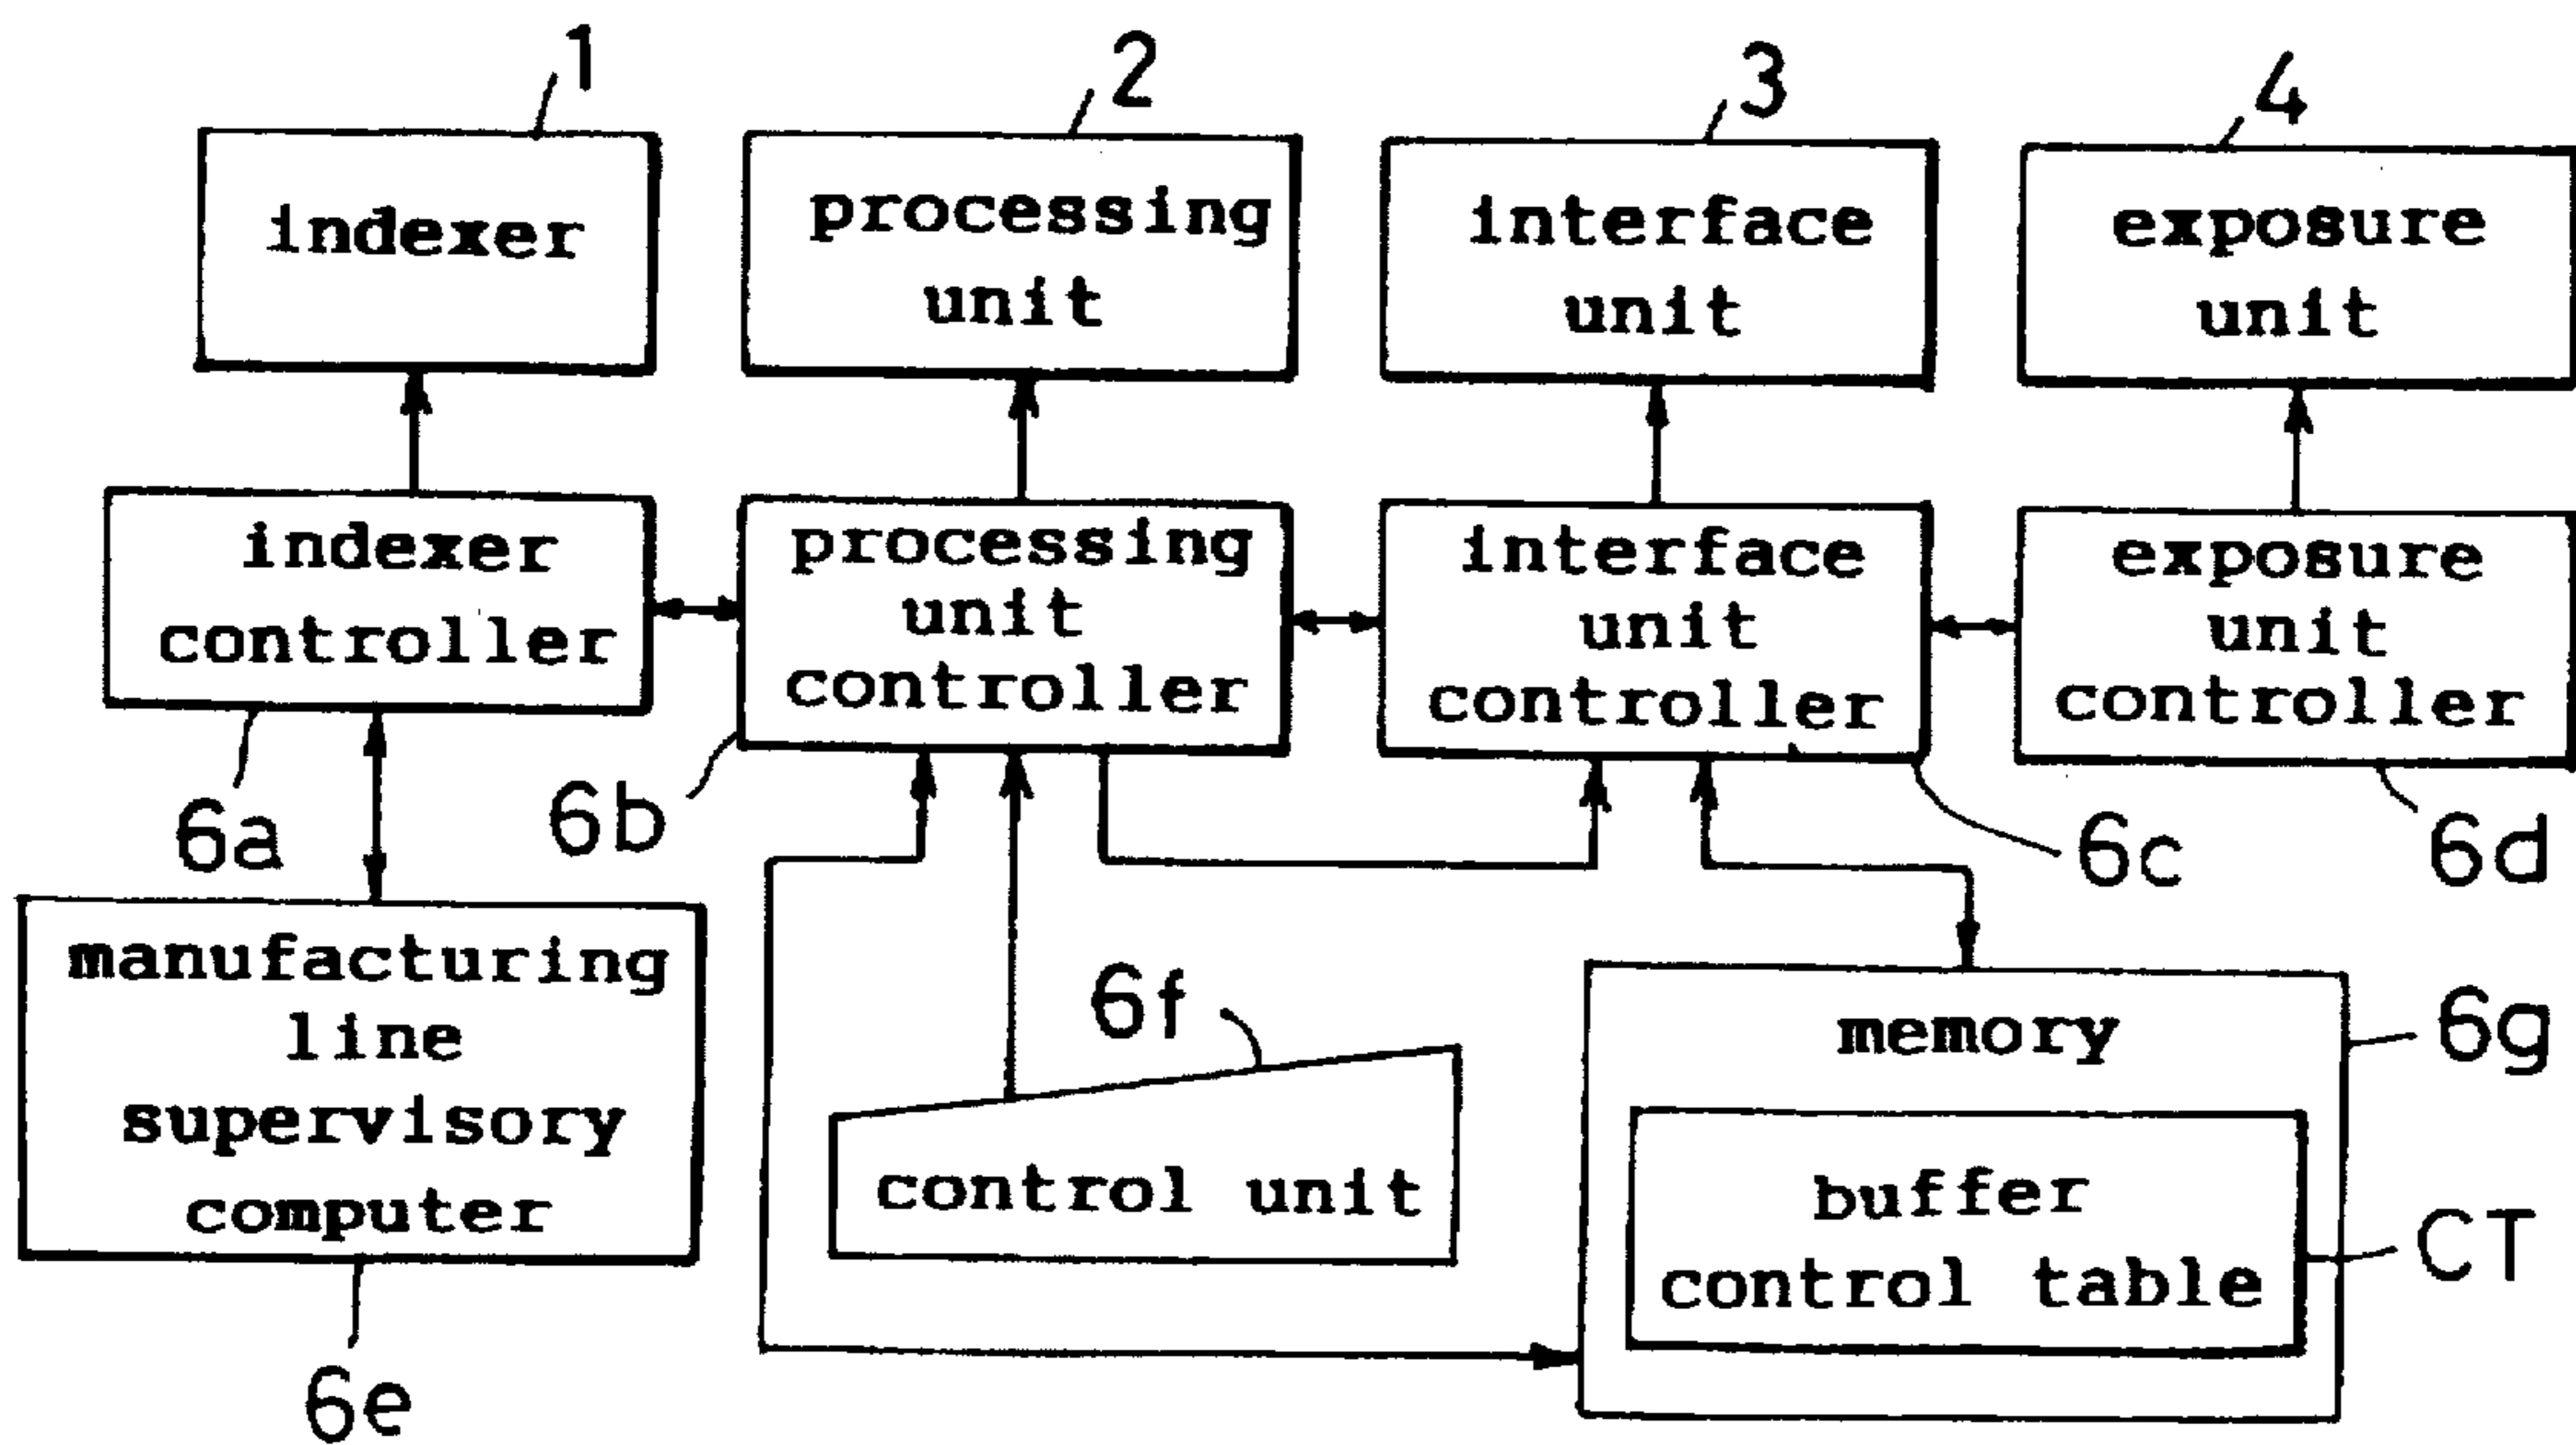 1
2
3
4
indexer
processing
unit
interface
unit
exposure
unit
indexer
controller
processing
unit
controller
interface
unit
controller
exposure
unit
controller
6a
6b
6c
6d
manufacturing
line
supervisory
computer
6e
6f
control unit
memory
6g
buffer
control table
CT